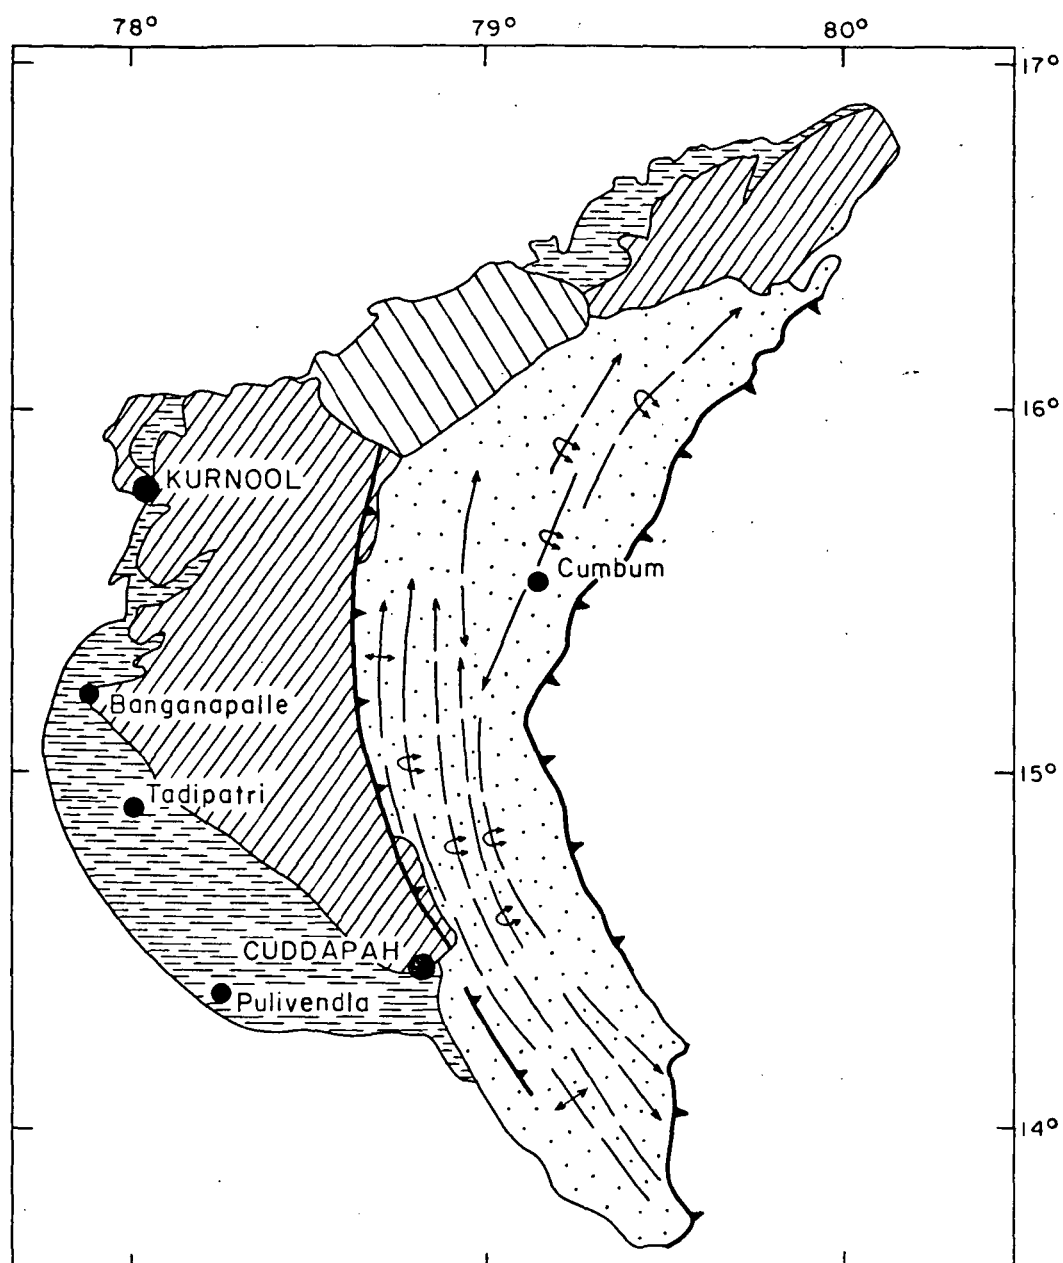 78° 79° 80°
17°
16°
KURNOOL
Cumbum
Banganapalle
15°
Tadipatri
CUDDAPAH
Pulivendla
14°